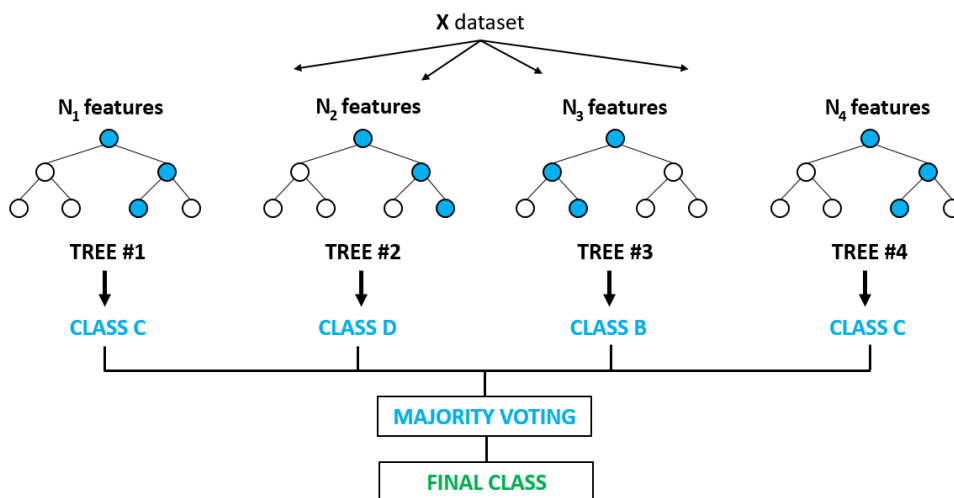 X dataset
N₁ features N₂ features N₃ features N₄ features
TREE #1 TREE #2 TREE #3 TREE #4
CLASS C CLASS D CLASS B CLASS C
MAJORITY VOTING
FINAL CLASS